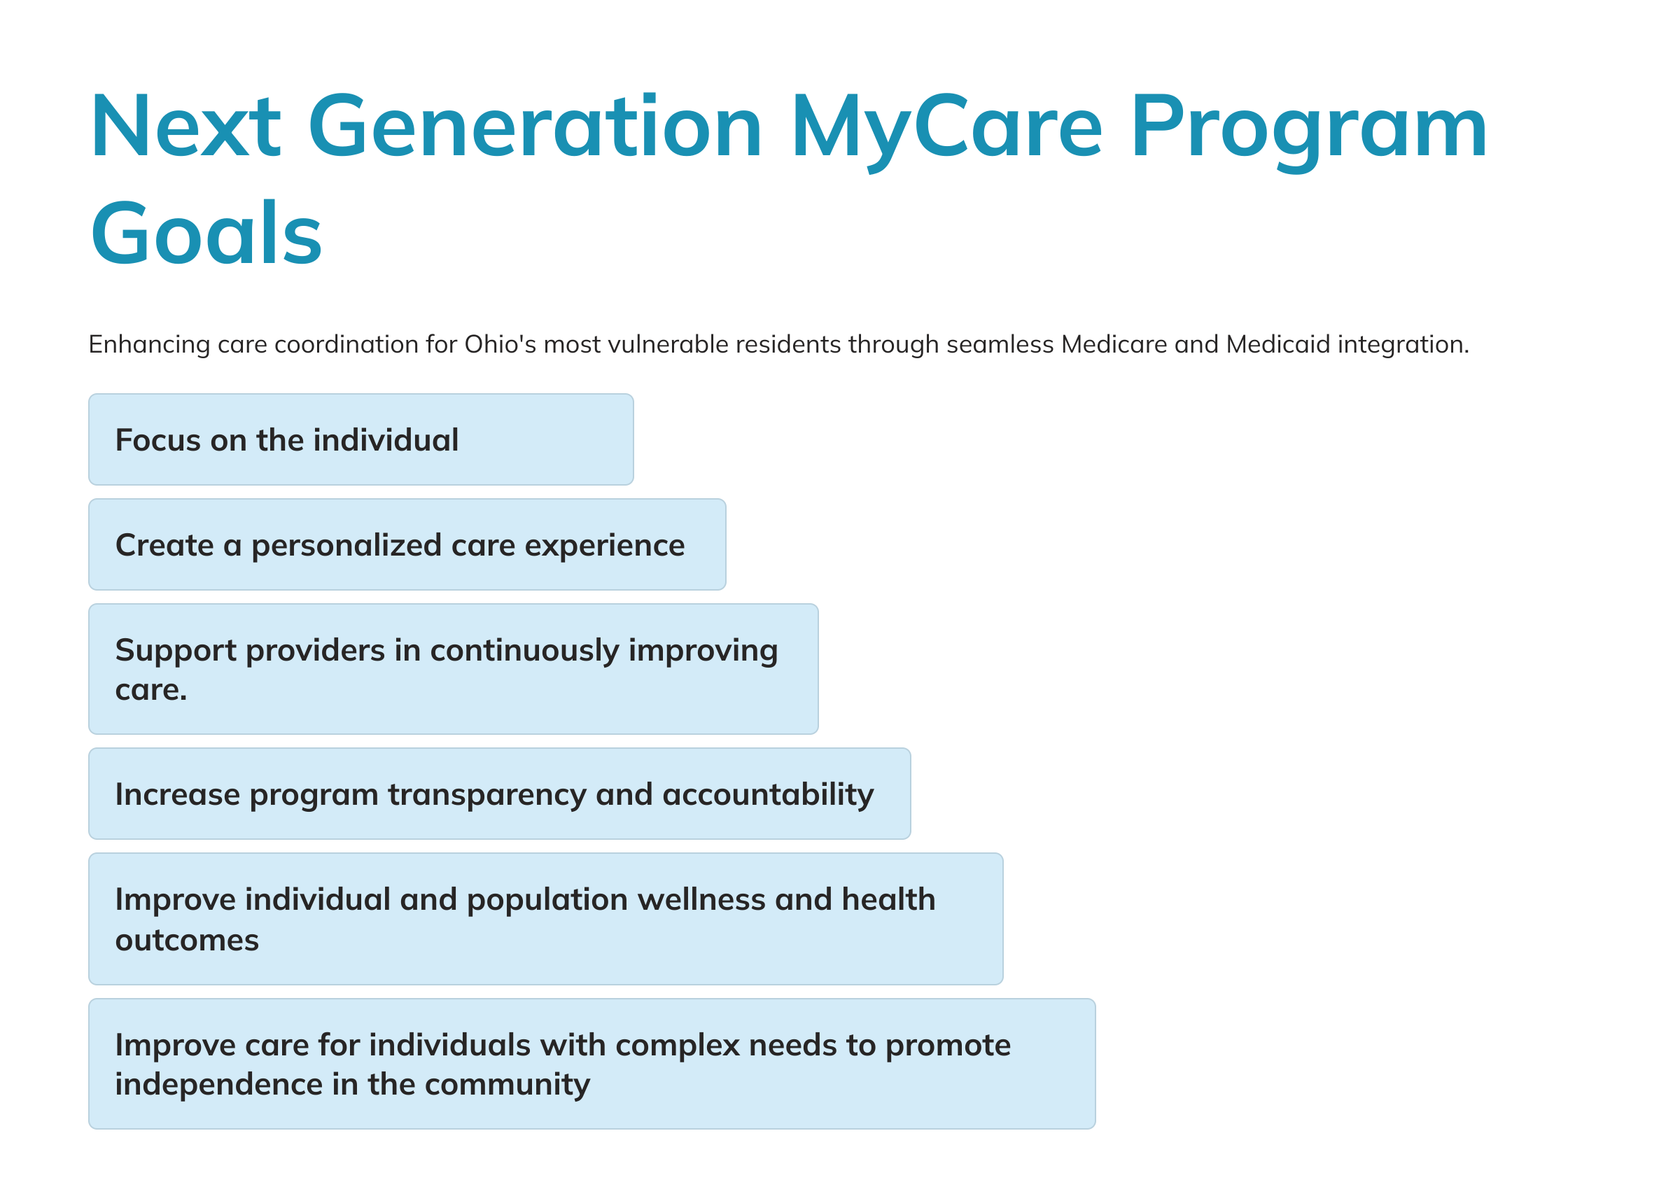 Next Generation MyCare Program
Goals
Enhancing care coordination for Ohio's most vulnerable residents through seamless Medicare and Medicaid integration.
Focus on the individual
Create a personalized care experience
Support providers in continuously improving
care.
Increase program transparency and accountability
Improve individual and population wellness and health
outcomes
Improve care for individuals with complex needs to promote
independence in the community